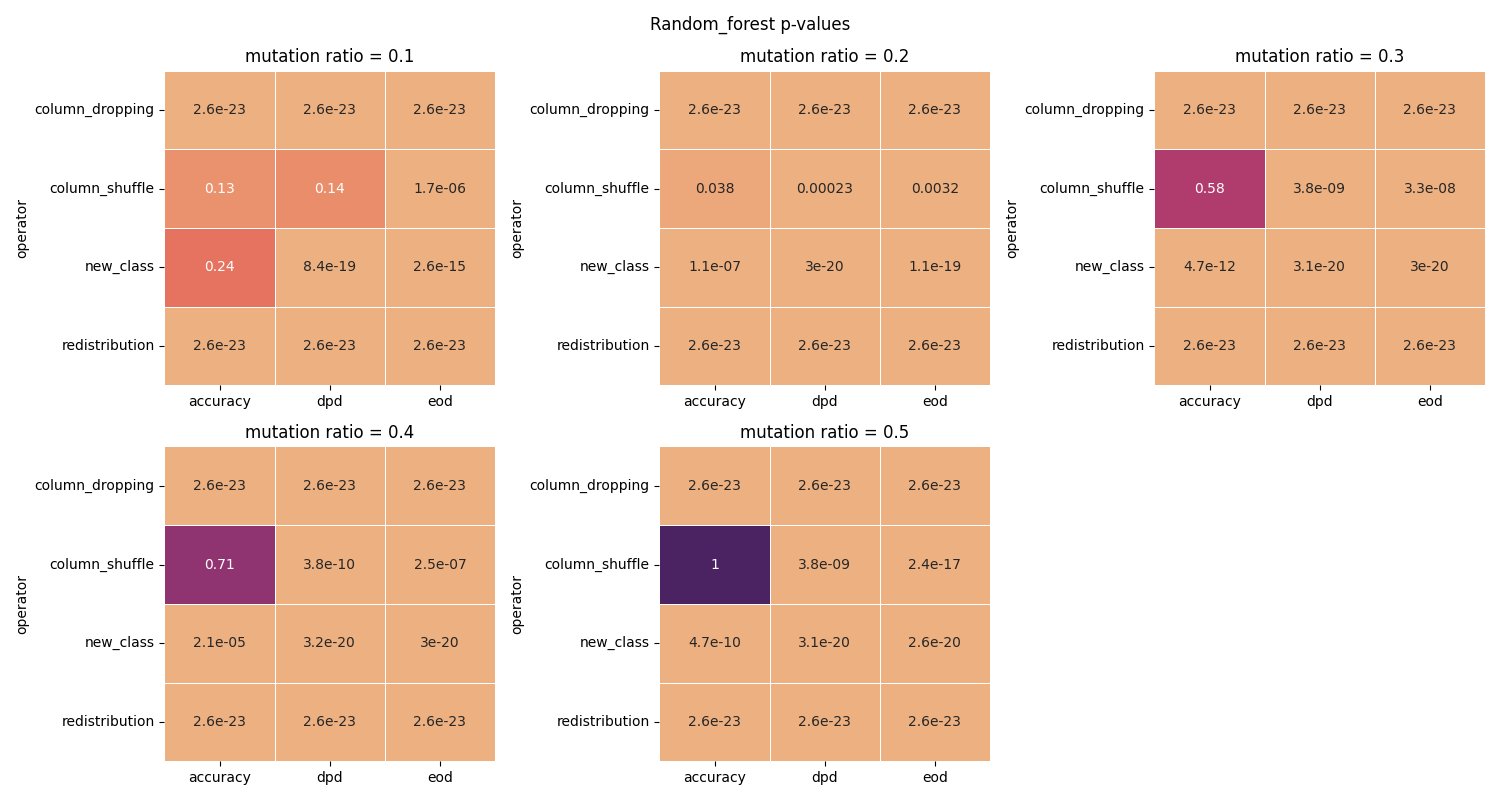 Random_forest p-values
mutation ratio = 0.1
column_dropping 2.6e-23 2.6e-23 2.6e-23
column_shuffle 0.13 0.14 1.7e-06
new_class 0.24 8.4e-19 2.6e-15
redistribution 2.6e-23 2.6e-23 2.6e-23
operator
accuracy dpd eod
mutation ratio = 0.2
column_dropping 2.6e-23 2.6e-23 2.6e-23
column_shuffle 0.038 0.00023 0.0032
new_class 1.1e-07 3e-20 1.1e-19
redistribution 2.6e-23 2.6e-23 2.6e-23
operator
accuracy dpd eod
mutation ratio = 0.3
column_dropping 2.6e-23 2.6e-23 2.6e-23
column_shuffle 0.58 3.8e-09 3.3e-08
new_class 4.7e-12 3.1e-20 3e-20
redistribution 2.6e-23 2.6e-23 2.6e-23
operator
accuracy dpd eod
mutation ratio = 0.4
column_dropping 2.6e-23 2.6e-23 2.6e-23
column_shuffle 0.71 3.8e-10 2.5e-07
new_class 2.1e-05 3.2e-20 3e-20
redistribution 2.6e-23 2.6e-23 2.6e-23
operator
accuracy dpd eod
mutation ratio = 0.5
column_dropping 2.6e-23 2.6e-23 2.6e-23
column_shuffle 1 3.8e-09 2.4e-17
new_class 4.7e-10 3.1e-20 2.6e-20
redistribution 2.6e-23 2.6e-23 2.6e-23
operator
accuracy dpd eod